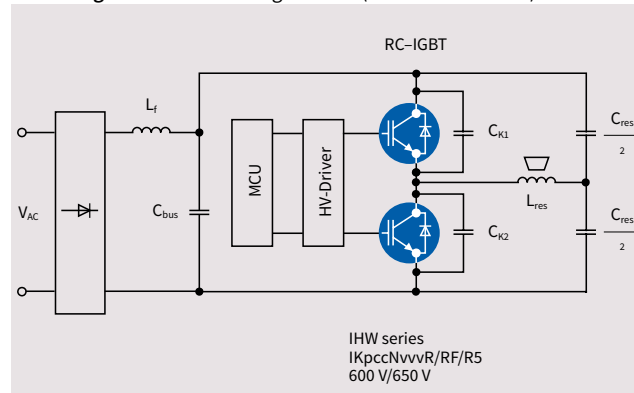 RC–IGBT
L_f
C_K1
C_res
2
MCU
HV-Driver
V_AC
C_bus
L_res
C_K2
C_res
2
IHW series
IKpccNvvvR/RF/R5
600 V/650 V